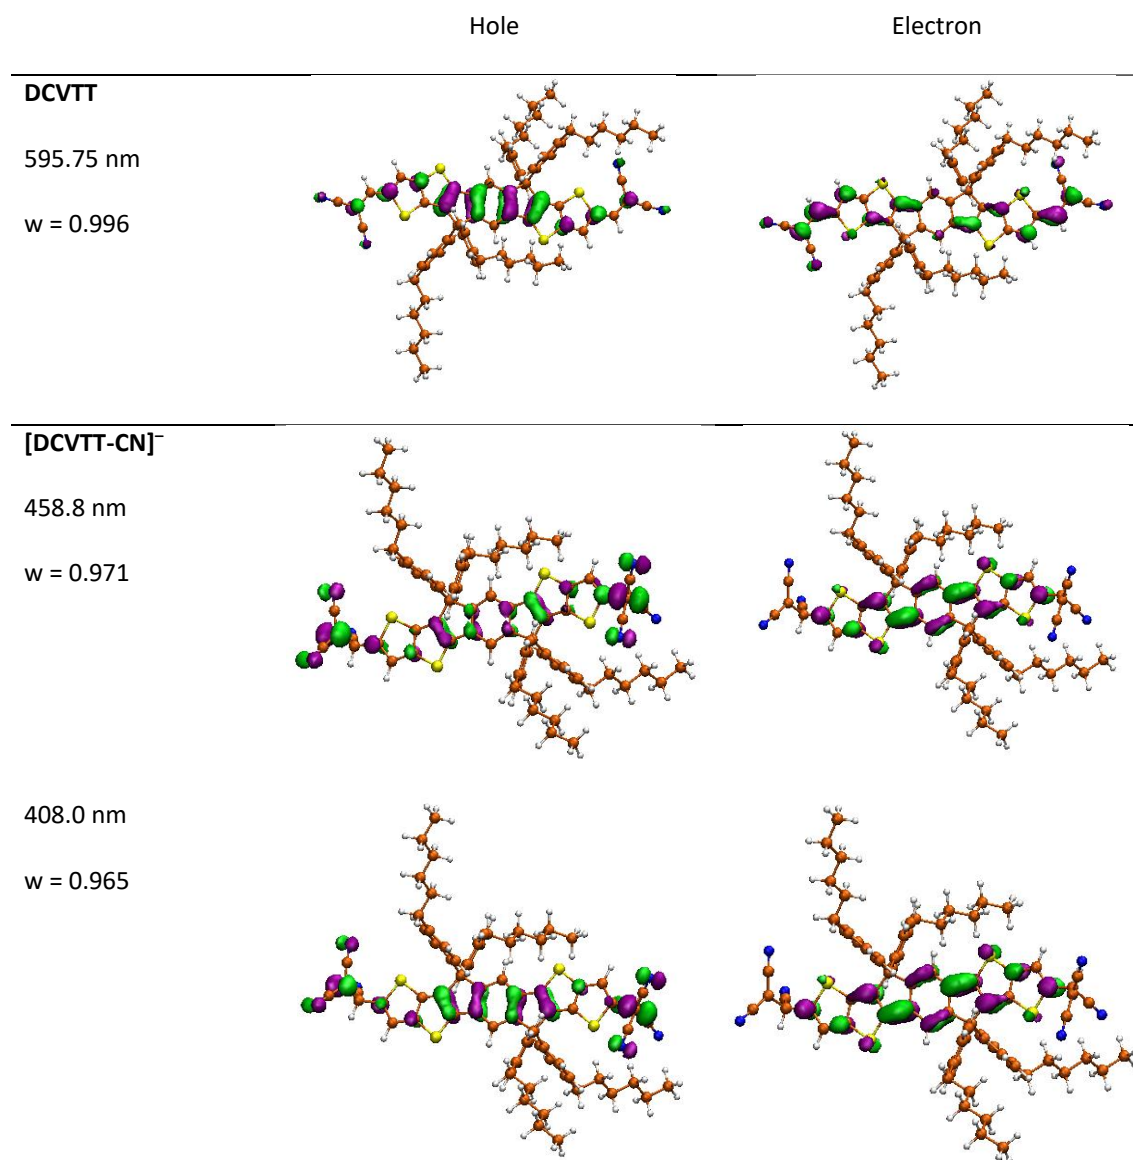 Hole Electron
DCVTT
595.75 nm
w = 0.996
[DCVTT-CN]⁻
458.8 nm
w = 0.971
408.0 nm
w = 0.965